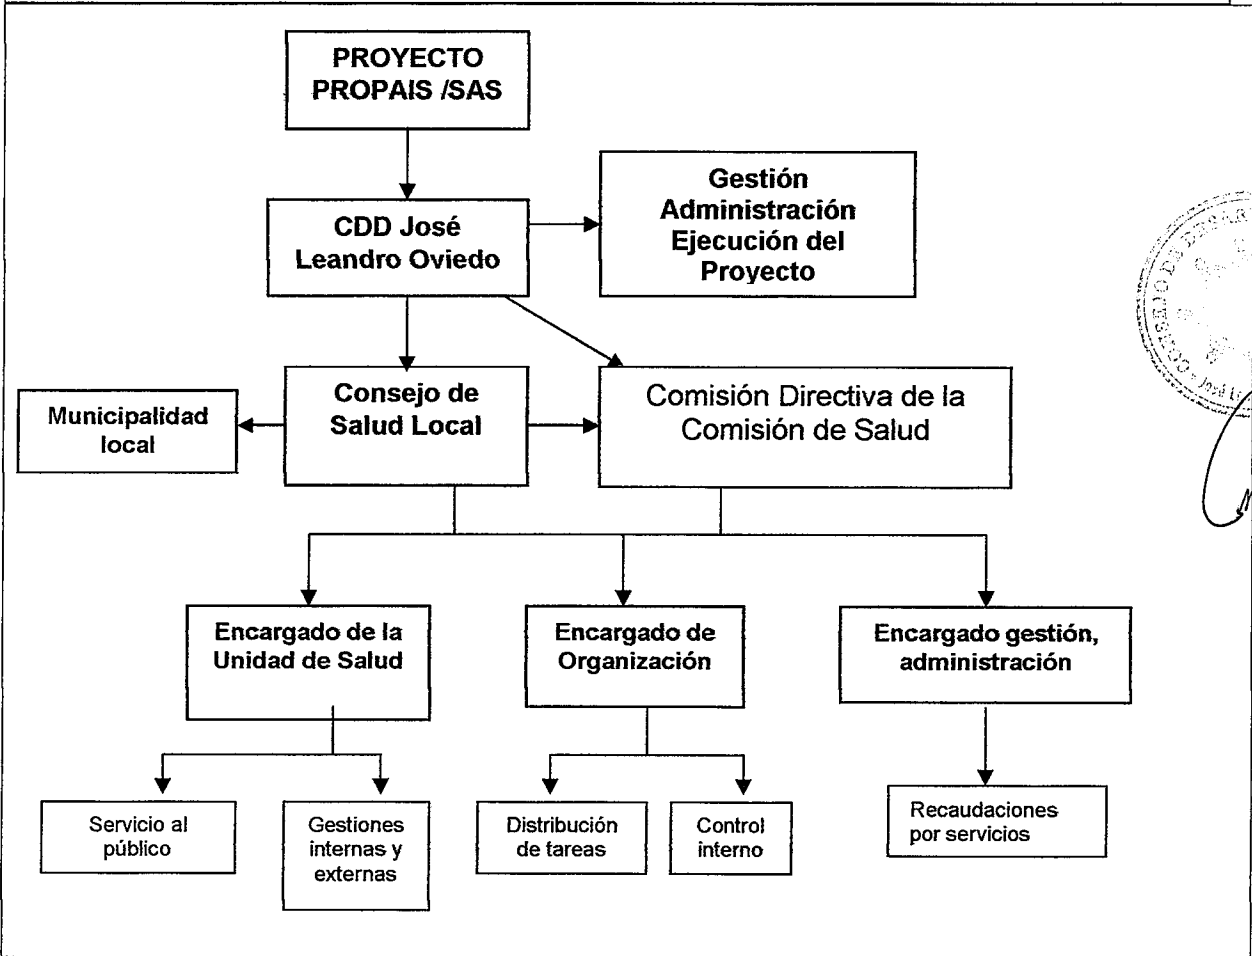 PROYECTO
PROPAIS /SAS
Gestión
Administración
Ejecución del
Proyecto
CDD José
Leandro Oviedo
Municipalidad
local
Consejo de
Salud Local
Comisión Directiva de la
Comisión de Salud
Encargado de la
Unidad de Salud
Encargado de
Organización
Encargado gestión,
administración
Servicio al
público
Gestiones
internas y
externas
Distribución
de tareas
Control
interno
Recaudaciones
por servicios